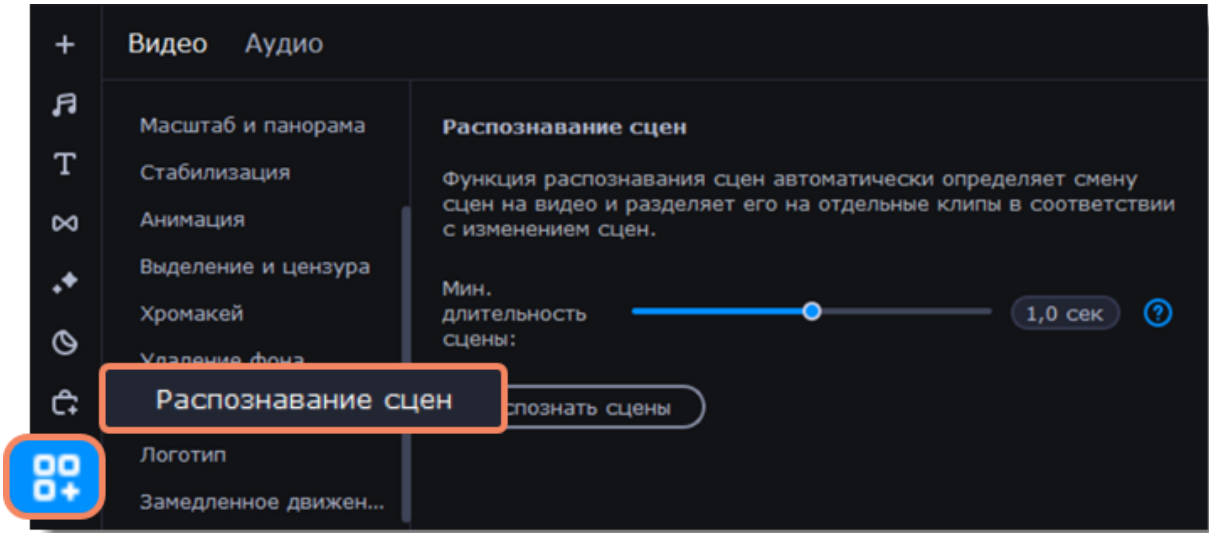 Видео Аудио
Масштаб и панорама
Стабилизация
Анимация
Выделение и цензура
Хромакей
Удаление фона
Распознавание сцен
Логотип
Замедленное движен...
Распознавание сцен
Функция распознавания сцен автоматически определяет смену
сцен на видео и разделяет его на отдельные клипы в соответствии
с изменением сцен.
Мин.
длительность
сцены:
1,0 сек
?
спознать сцены